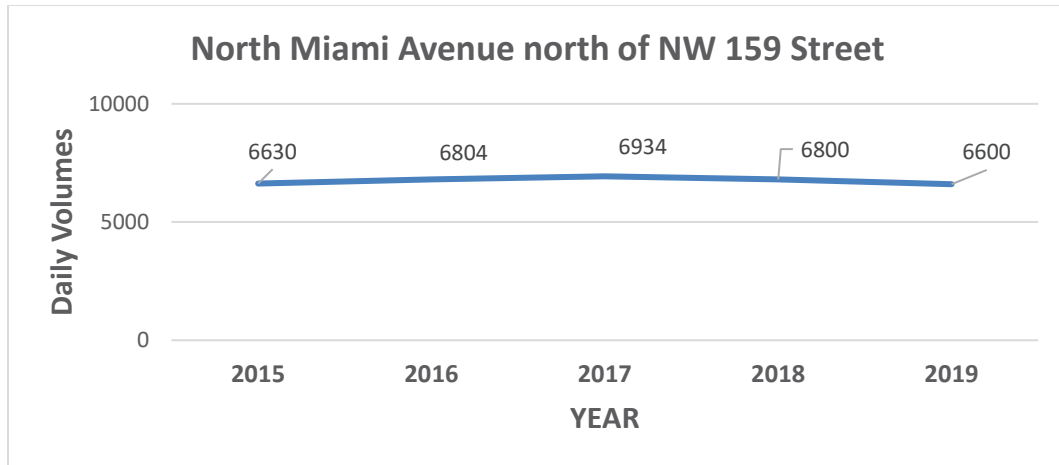 North Miami Avenue north of NW 159 Street
10000
5000
0
Daily Volumes
6630 6804 6934 6800 6600
2015 2016 2017 2018 2019
YEAR